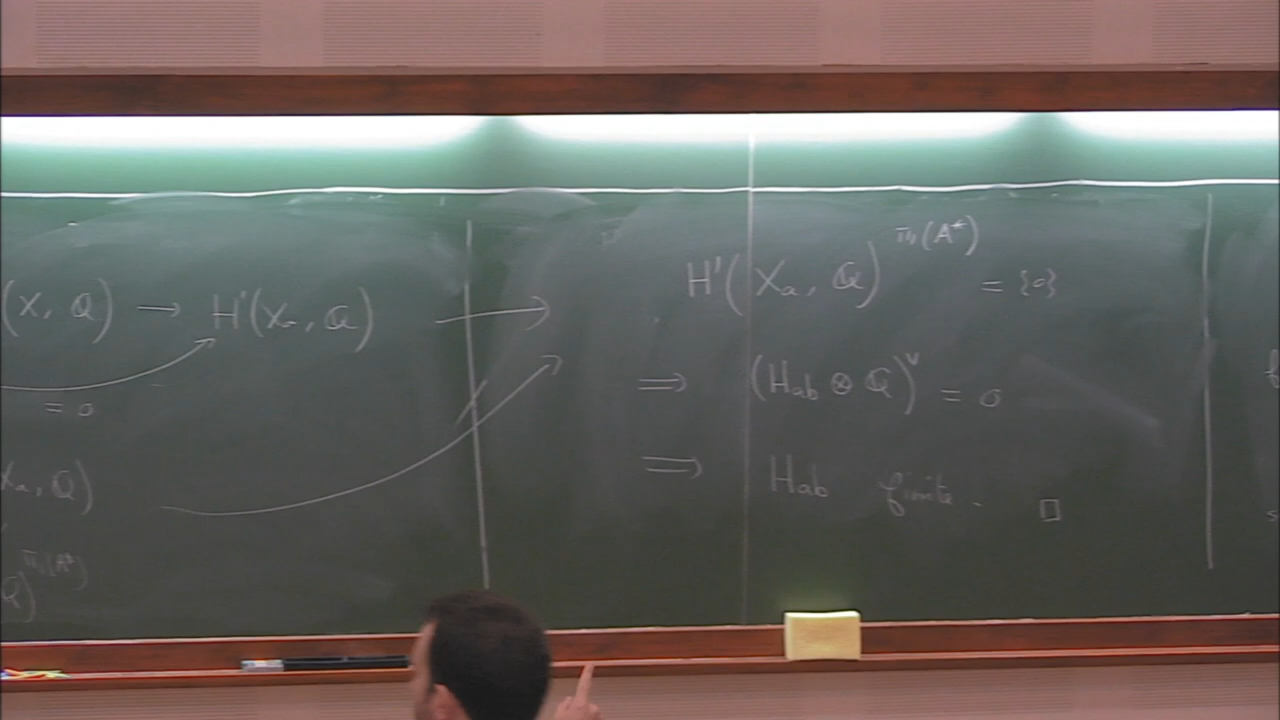 (X, Q) → H¹(Xₐ, Q) →
= 0
Xₐ, Q)
Q)^{π₁(A*)}
H¹(Xₐ, Q)^{π₁(A*)} = {0}
⇒ (H_ab ⊗ Q)^∨ = 0
⇒ H_ab finite. □